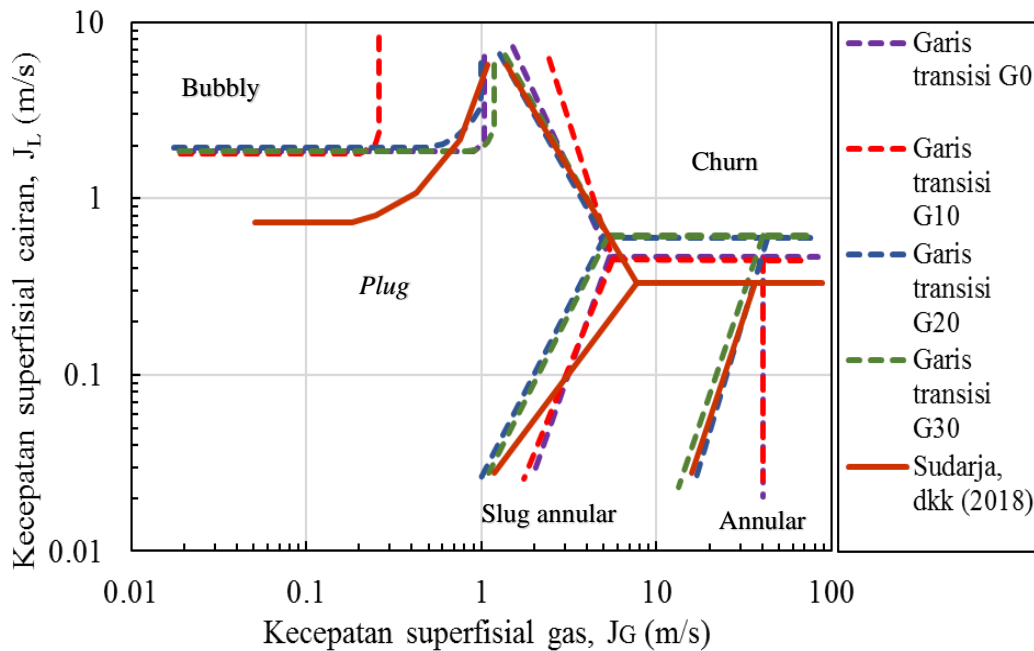 10
1
0.1
0.01
Kecepatan superfisial cairan, J_L (m/s)
Bubbly
Churn
Plug
Slug annular
Annular
0.01
0.1
1
10
100
Kecepatan superfisial gas, JG (m/s)
Garis
transisi G0
Garis
transisi
G10
Garis
transisi
G20
Garis
transisi
G30
Sudarja,
dkk (2018)